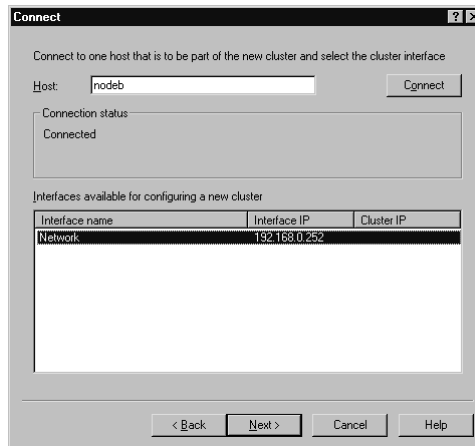 Connect
Connect to one host that is to be part of the new cluster and select the cluster interface
Host: nodeb Connect
Connection status
Connected
Interfaces available for configuring a new cluster
Interface name Interface IP Cluster IP
Network 192.168.0.252
< Back Next > Cancel Help